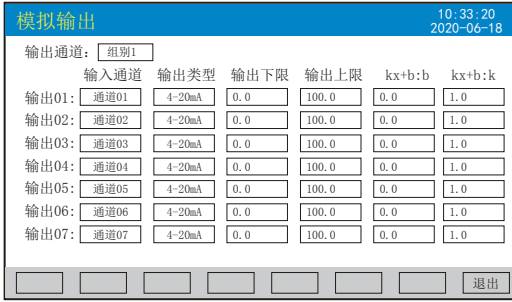 模拟输出
10:33:20
2020-06-18
输出通道: 组别1
输入通道 输出类型 输出下限 输出上限 kx+b:b kx+b:k
输出01: 通道01 4-20mA 0.0 100.0 0.0 1.0
输出02: 通道02 4-20mA 0.0 100.0 0.0 1.0
输出03: 通道03 4-20mA 0.0 100.0 0.0 1.0
输出04: 通道04 4-20mA 0.0 100.0 0.0 1.0
输出05: 通道05 4-20mA 0.0 100.0 0.0 1.0
输出06: 通道06 4-20mA 0.0 100.0 0.0 1.0
输出07: 通道07 4-20mA 0.0 100.0 0.0 1.0
退出